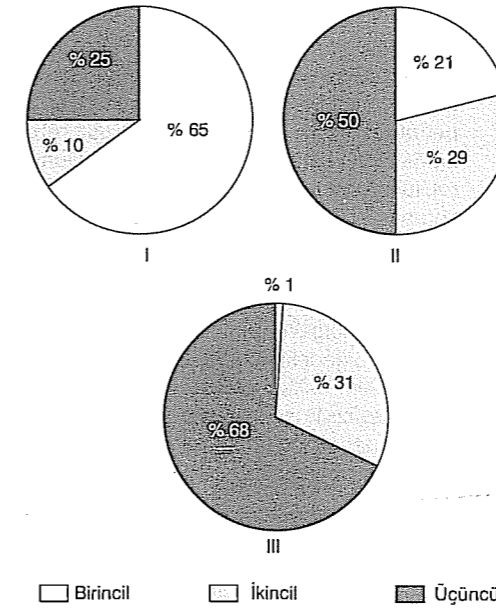 % 25
% 65
% 10
I
% 21
% 50
% 29
II
% 1
% 31
% 68
III
Birincil
İkincil
Üçüncü